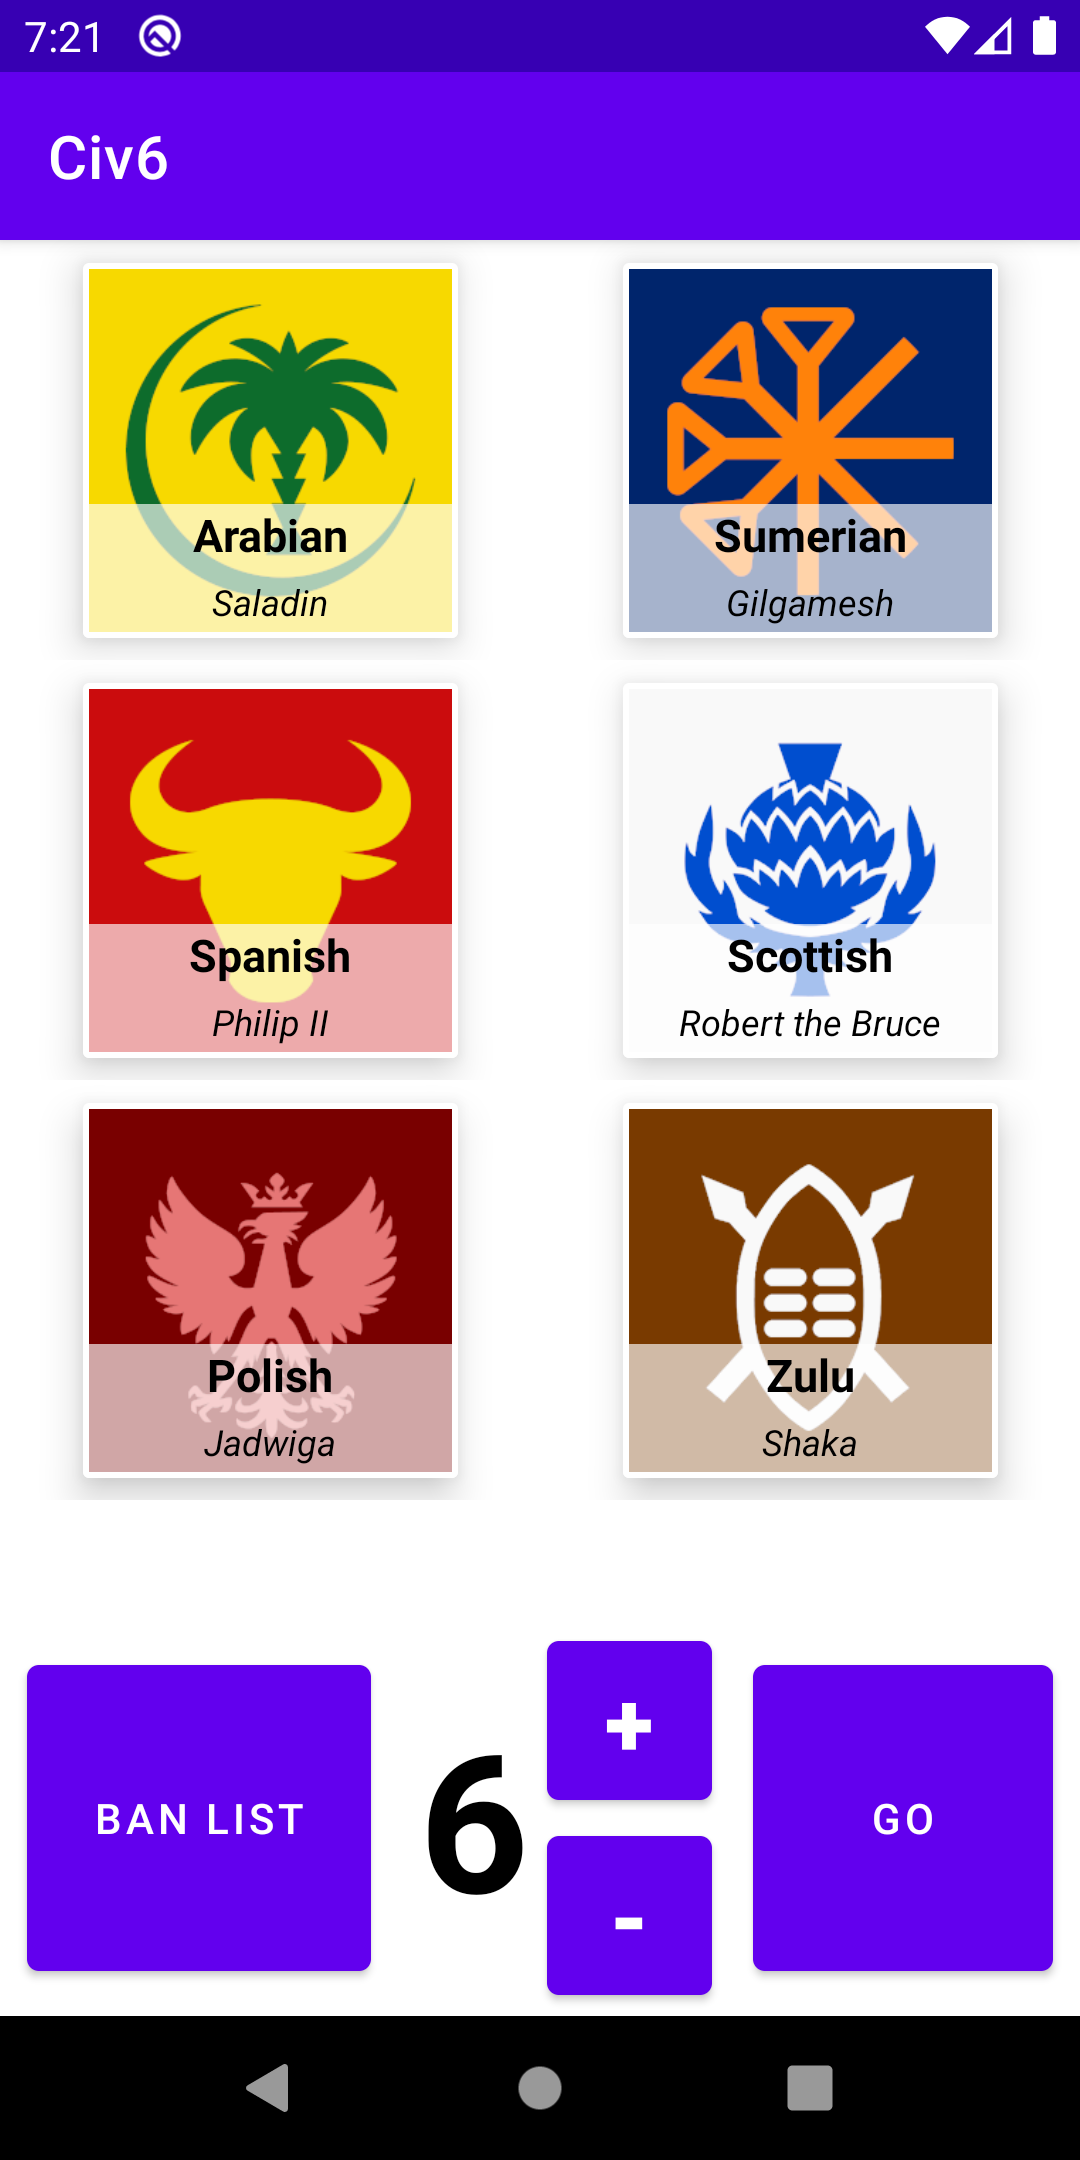 7:21
Civ6
Arabian
Saladin
Sumerian
Gilgamesh
Spanish
Philip II
Scottish
Robert the Bruce
Polish
Jadwiga
Zulu
Shaka
BAN LIST
6
+
-
GO